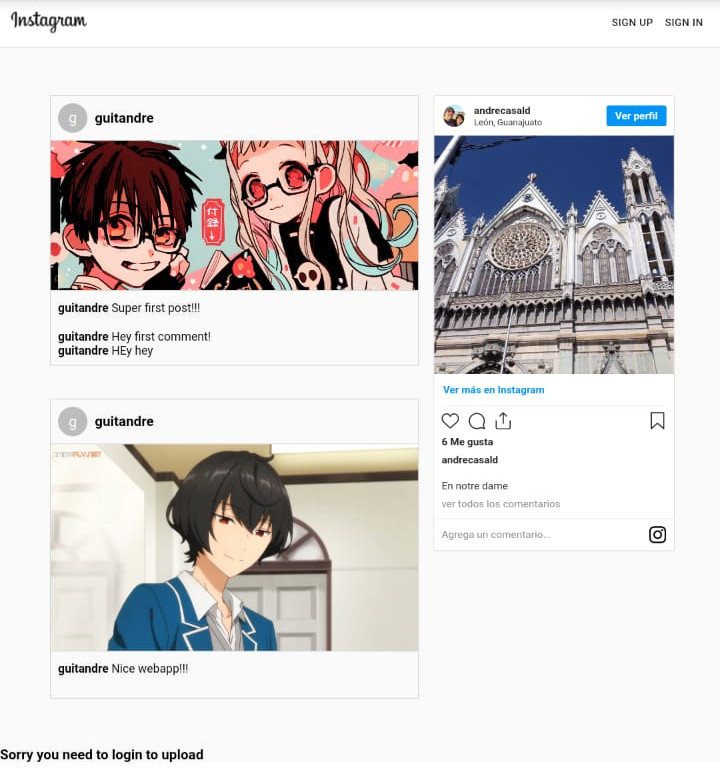 Instagram
SIGN UP SIGN IN
g guitandre
付
録
↓
guitandre Super first post!!!
guitandre Hey first comment!
guitandre HEy hey
g guitandre
guitandre Nice webapp!!!
andrecasald
León, Guanajuato
Ver perfil
Ver más en Instagram
6 Me gusta
andrecasald
En notre dame
ver todos los comentarios
Agrega un comentario...
Sorry you need to login to upload